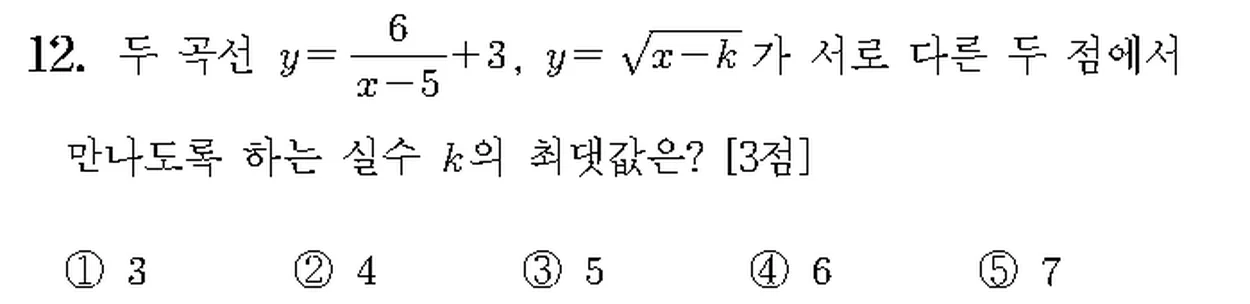 12. 두 곡선 y=6/(x-5)+3, y=√(x-k) 가 서로 다른 두 점에서
만나도록 하는 실수 k의 최댓값은? [3점]
① 3 ② 4 ③ 5 ④ 6 ⑤ 7